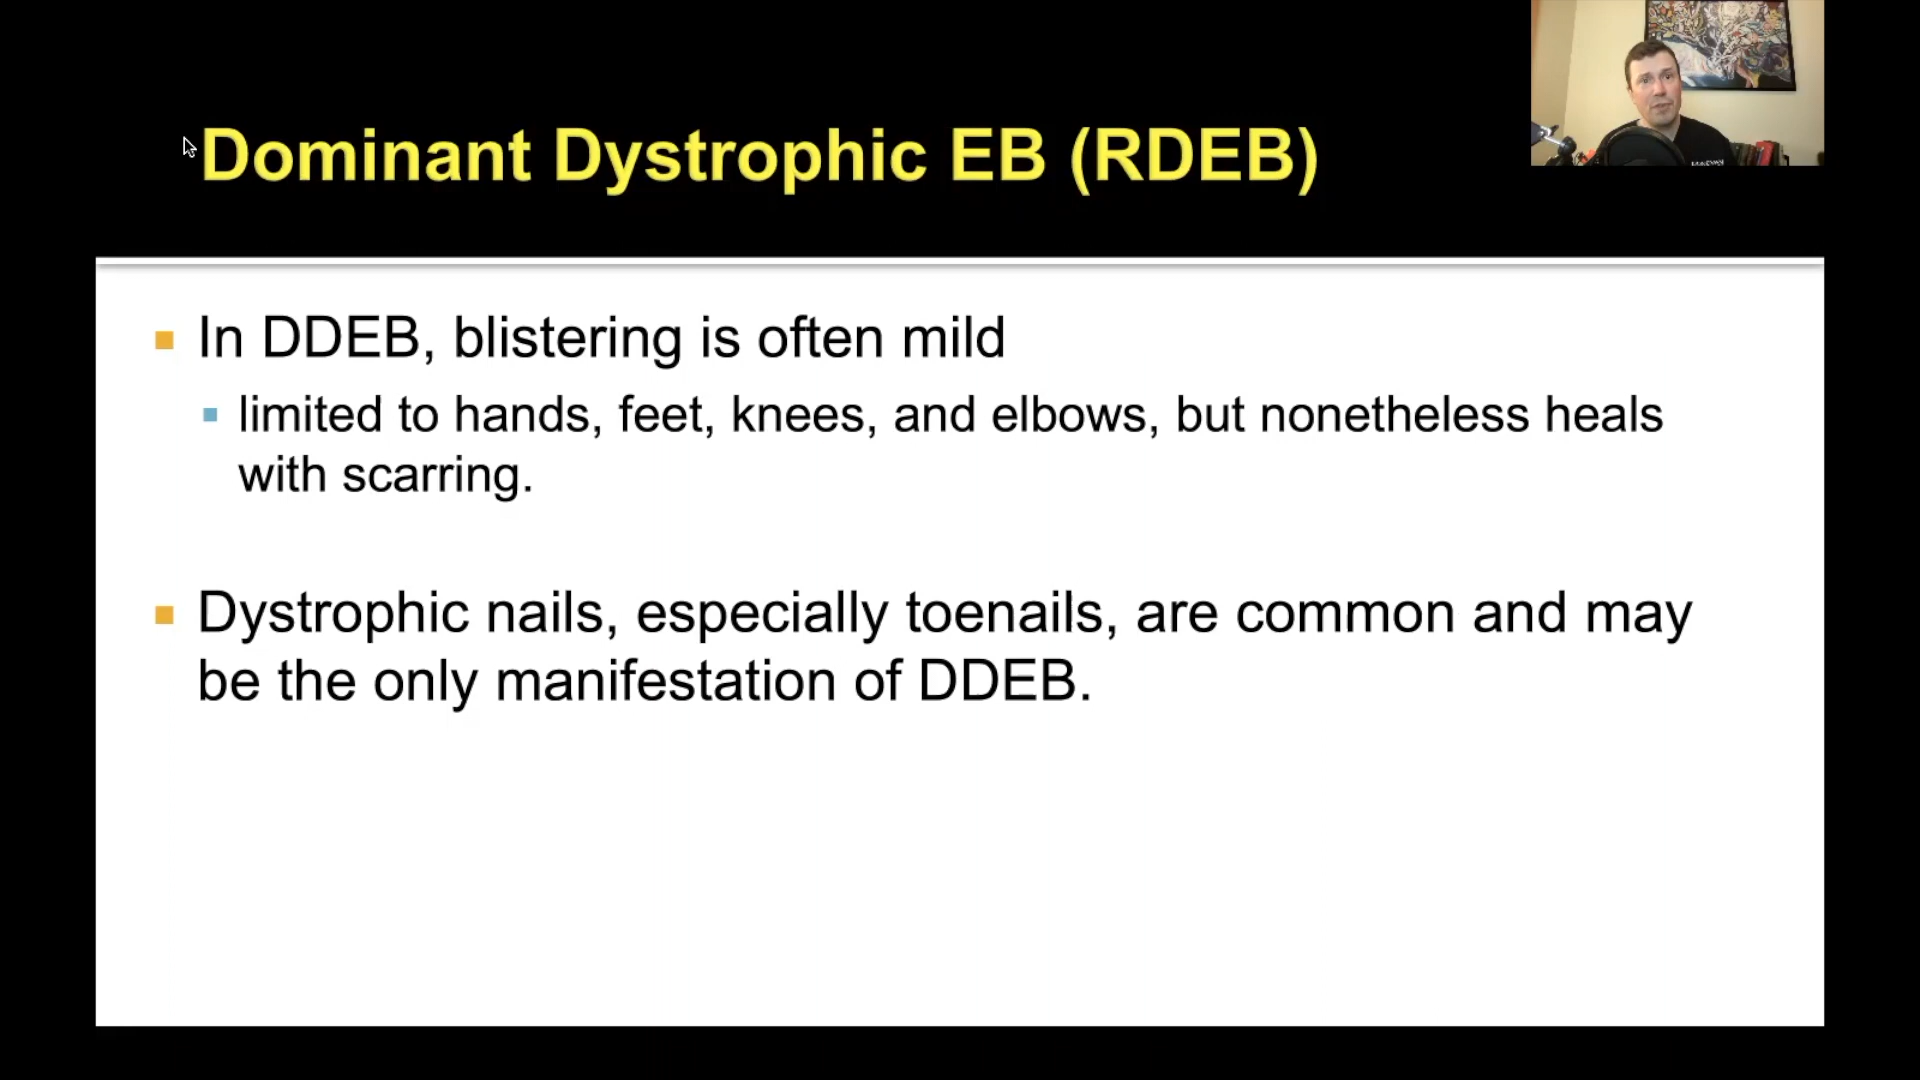 Dominant Dystrophic EB (RDEB)
In DDEB, blistering is often mild
limited to hands, feet, knees, and elbows, but nonetheless heals
with scarring.
Dystrophic nails, especially toenails, are common and may
be the only manifestation of DDEB.